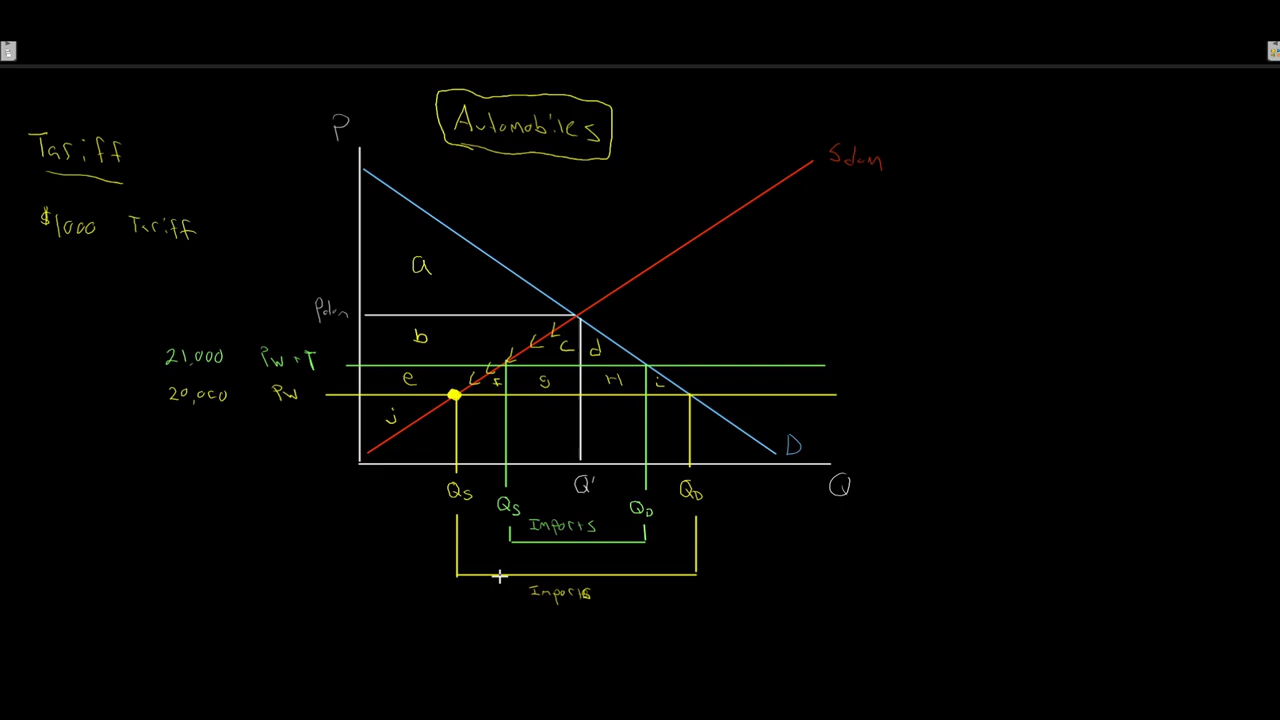 Automobiles
P
Tariff
$1000 Tariff
Sdom
a
Pdom
b
c
d
21,000 Pw+T
e
f
g
H
i
20,000 Pw
j
D
Qs
Qs
Q'
QD
QD
Q
Imports
Imports